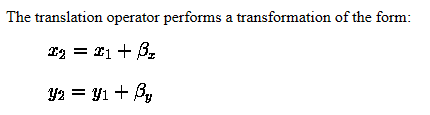 The translation operator performs a transformation of the form:
x₂ = x₁ + βₓ
y₂ = y₁ + βᵧ